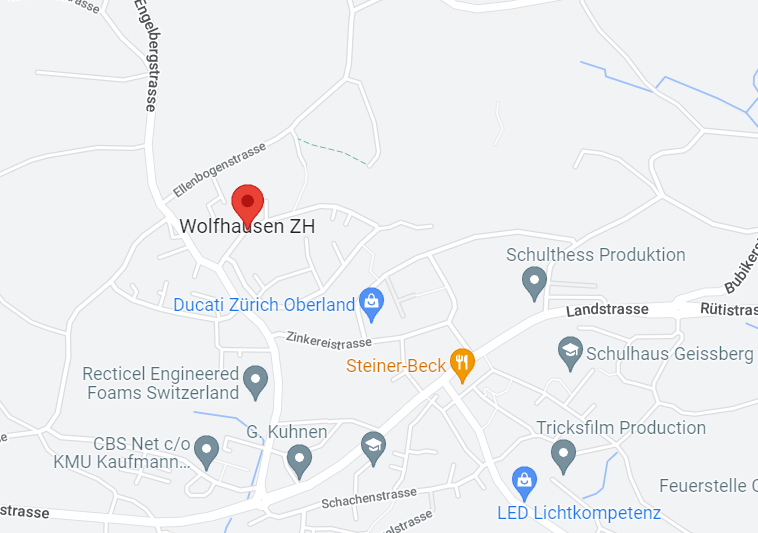 Engelbergstrasse
Ellenbogenstrasse
Wolfhausen ZH
Schulthess Produktion
Ducati Zürich Oberland
Landstrasse
Zinkereistrasse
Steiner-Beck
Schulhaus Geissberg
Recticel Engineered
Foams Switzerland
G. Kuhnen
Tricksfilm Production
CBS Net c/o
KMU Kaufmann...
Feuerstelle
Schachenstrasse
LED Lichtkompetenz